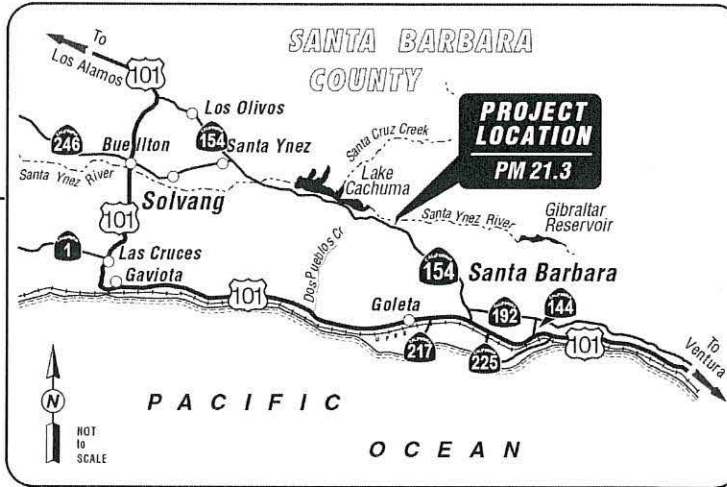 To
Los Alamos
101
SANTA BARBARA
COUNTY
Los Olivos
PROJECT
LOCATION
PM 21.3
246
Buellton
154
Santa Ynez
Santa Cruz Creek
Lake
Cachuma
Santa Ynez
River
Solvang
Santa Ynez River
Gibraltar
Reservoir
101
1
Las Cruces
Gaviota
Dos Pueblos Cr
154
Santa Barbara
101
Goleta
192
144
217
225
101
To
Ventura
N
NOT
to
SCALE
PACIFIC
OCEAN